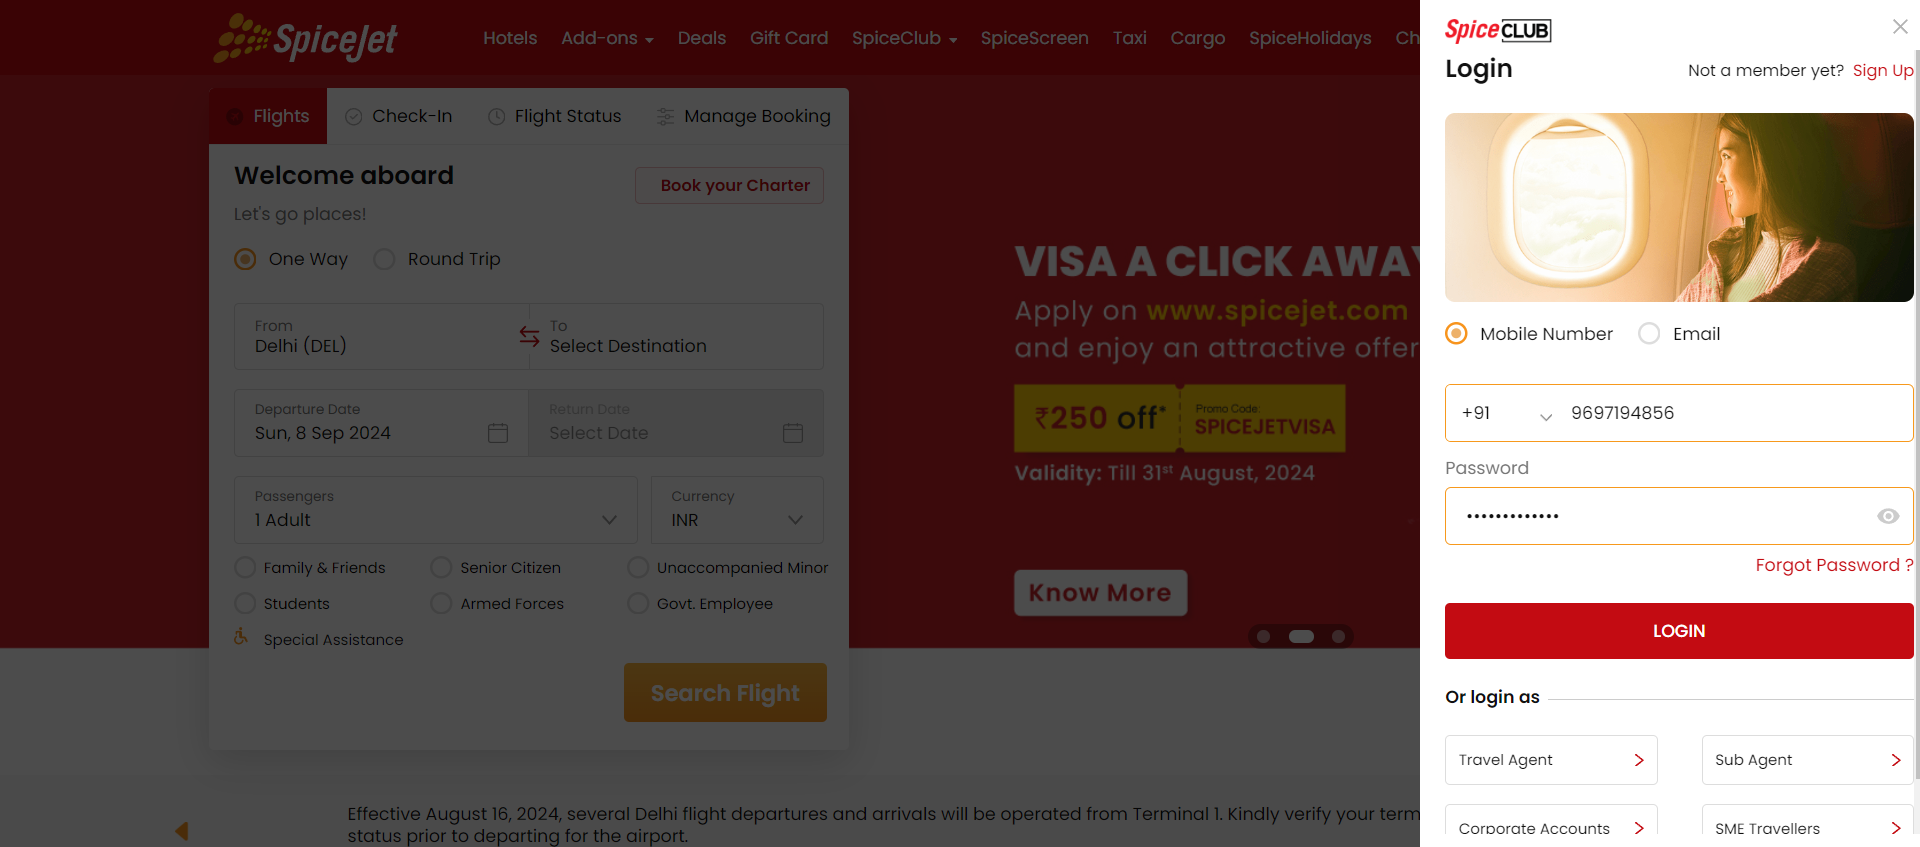 SpiceJet
Hotels Add-ons Deals Gift Card SpiceClub SpiceScreen Taxi Cargo SpiceHolidays Ch
Flights Check-In Flight Status Manage Booking
Welcome aboard
Book your Charter
Let's go places!
One Way Round Trip
From
Delhi (DEL)
To
Select Destination
Departure Date
Sun, 8 Sep 2024
Return Date
Select Date
Passengers
1 Adult
Currency
INR
Family & Friends Senior Citizen Unaccompanied Minor
Students Armed Forces Govt. Employee
Special Assistance
Search Flight
VISA A CLICK AWAY
Apply on www.spicejet.com
and enjoy an attractive offer
₹250 off*
Promo Code:
SPICEJETVISA
Validity: Till 31st August, 2024
Know More
Effective August 16, 2024, several Delhi flight departures and arrivals will be operated from Terminal 1. Kindly verify your term
status prior to departing for the airport.
SpiceCLUB
Login
Not a member yet? Sign Up
Mobile Number Email
+91 9697194856
Password
•••••••••••••
Forgot Password ?
LOGIN
Or login as
Travel Agent Sub Agent
Corporate Accounts SME Travellers